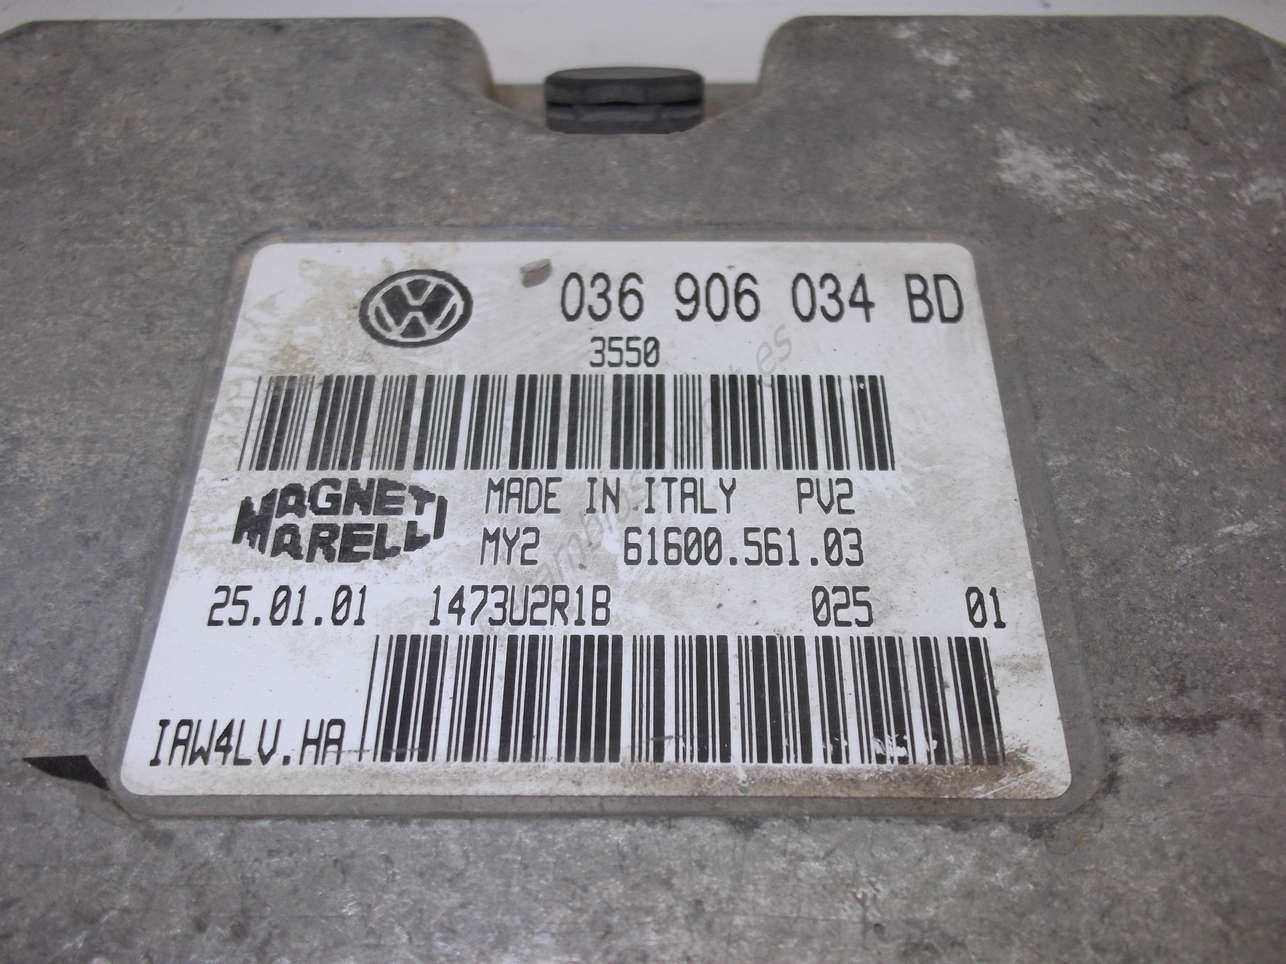 036 906 034 BD
3550
MAGNETI MARELLI
MADE IN ITALY PV2
MY2 61600.561.03
25.01.01 1473U2R1B 025 01
IAW4LV.HA